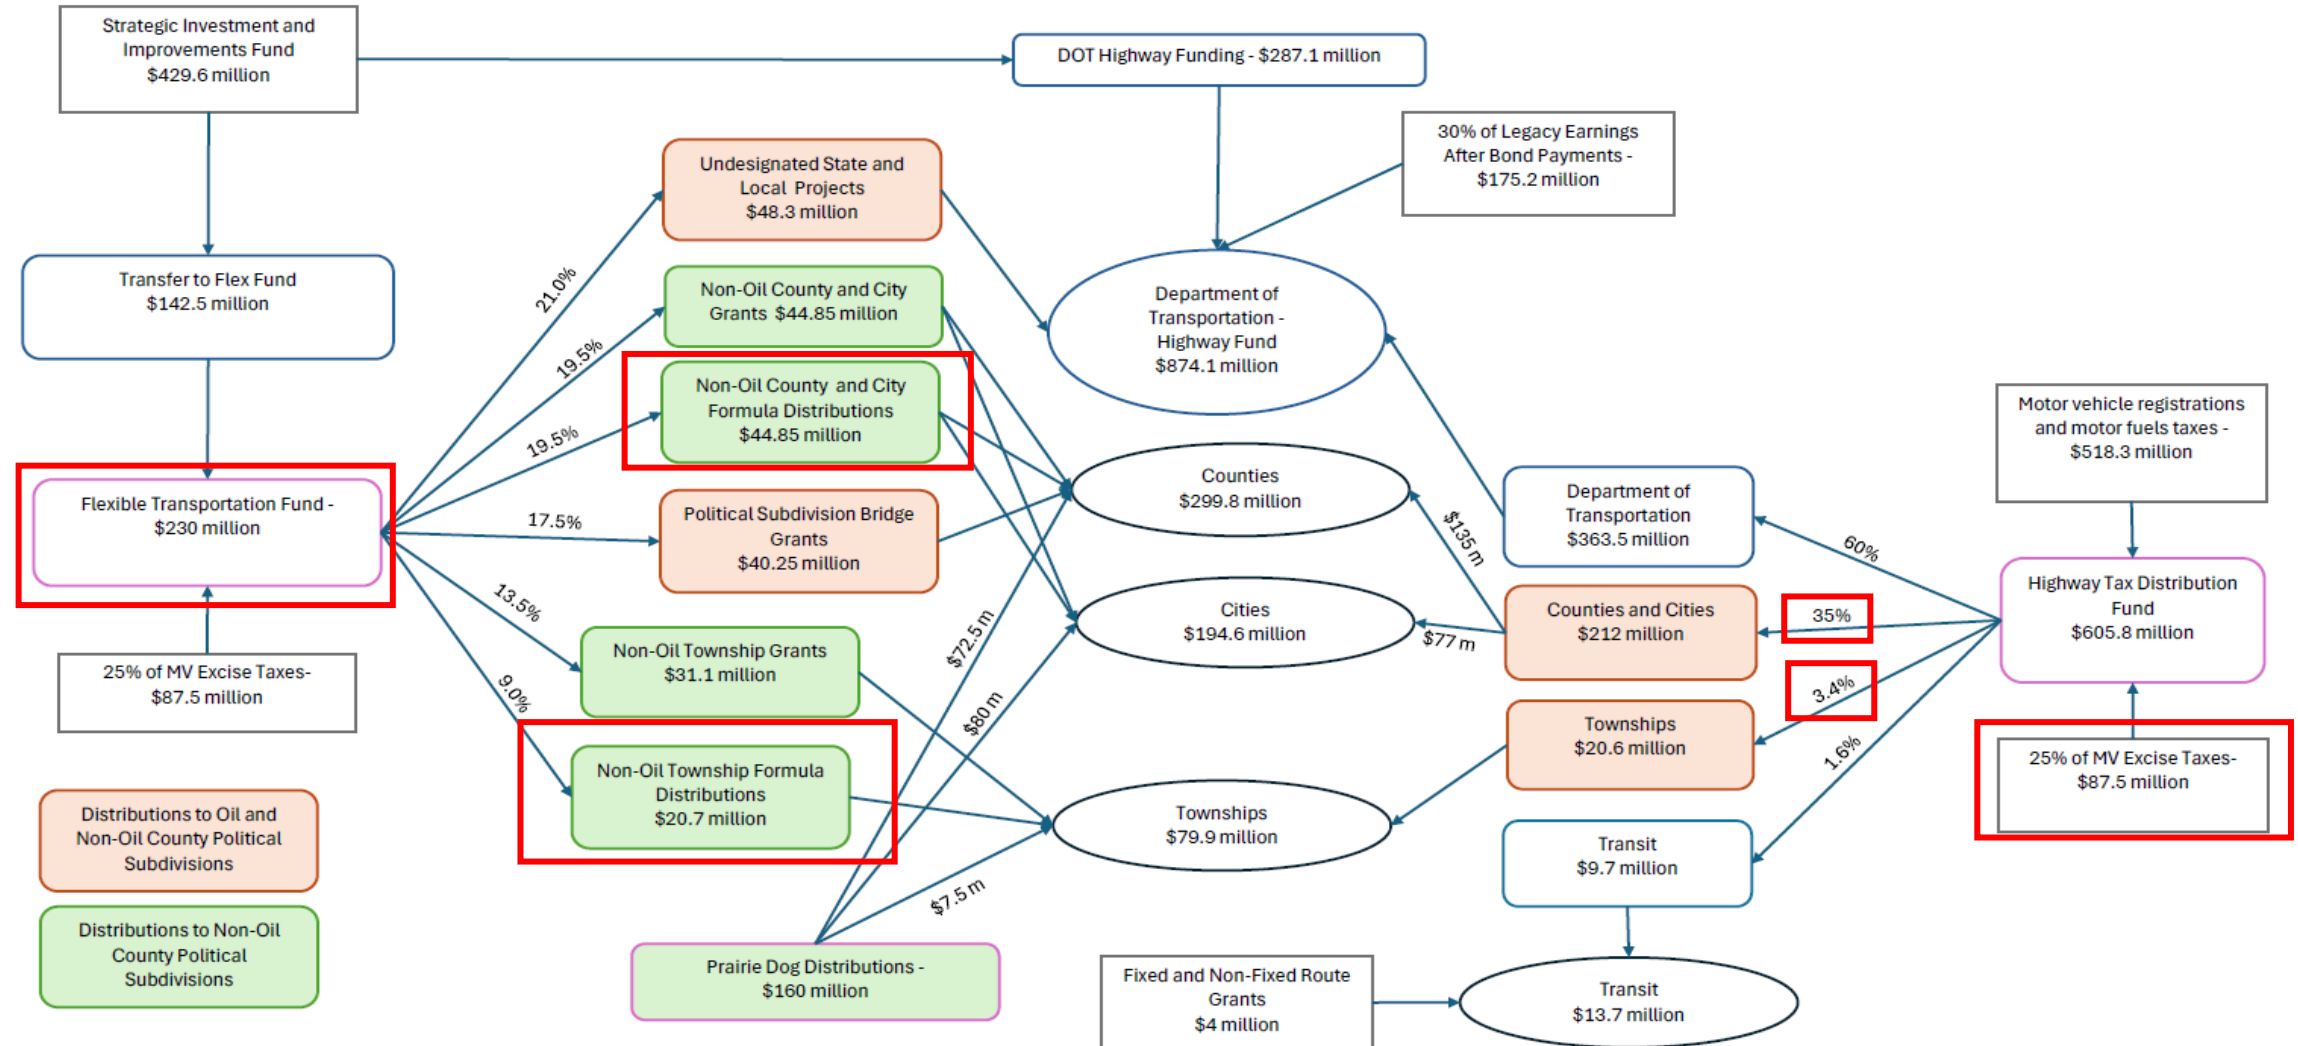 Strategic Investment and
Improvements Fund
$429.6 million
DOT Highway Funding - $287.1 million
30% of Legacy Earnings
After Bond Payments -
$175.2 million
Undesignated State and
Local Projects
$48.3 million
Transfer to Flex Fund
$142.5 million
21.0%
Non-Oil County and City
Grants $44.85 million
Department of
Transportation -
Highway Fund
$874.1 million
19.5%
Non-Oil County and City
Formula Distributions
$44.85 million
19.5%
Motor vehicle registrations
and motor fuels taxes -
$518.3 million
Flexible Transportation Fund -
$230 million
17.5%
Political Subdivision Bridge
Grants
$40.25 million
Counties
$299.8 million
$135 m
Department of
Transportation
$363.5 million
60%
Highway Tax Distribution
Fund
$605.8 million
13.5%
Cities
$194.6 million
$77 m
Counties and Cities
$212 million
35%
25% of MV Excise Taxes-
$87.5 million
9.0%
Non-Oil Township Grants
$31.1 million
$72.5 m
$80 m
3.4%
Townships
$20.6 million
1.6%
25% of MV Excise Taxes-
$87.5 million
Non-Oil Township Formula
Distributions
$20.7 million
Townships
$79.9 million
$7.5 m
Transit
$9.7 million
Distributions to Oil and
Non-Oil County Political
Subdivisions
Distributions to Non-Oil
County Political
Subdivisions
Prairie Dog Distributions -
$160 million
Fixed and Non-Fixed Route
Grants
$4 million
Transit
$13.7 million